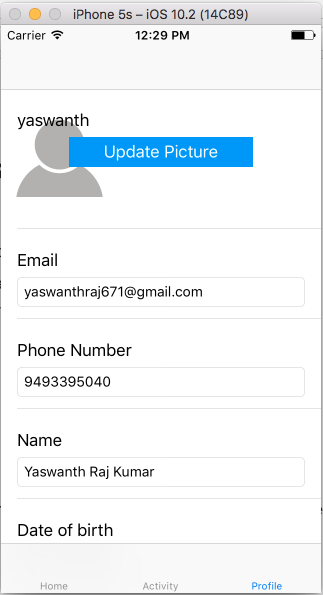 iPhone 5s – iOS 10.2 (14C89)
Carrier 12:29 PM
yaswanth
Update Picture
Email
yaswanthraj671@gmail.com
Phone Number
9493395040
Name
Yaswanth Raj Kumar
Date of birth
Home Activity Profile